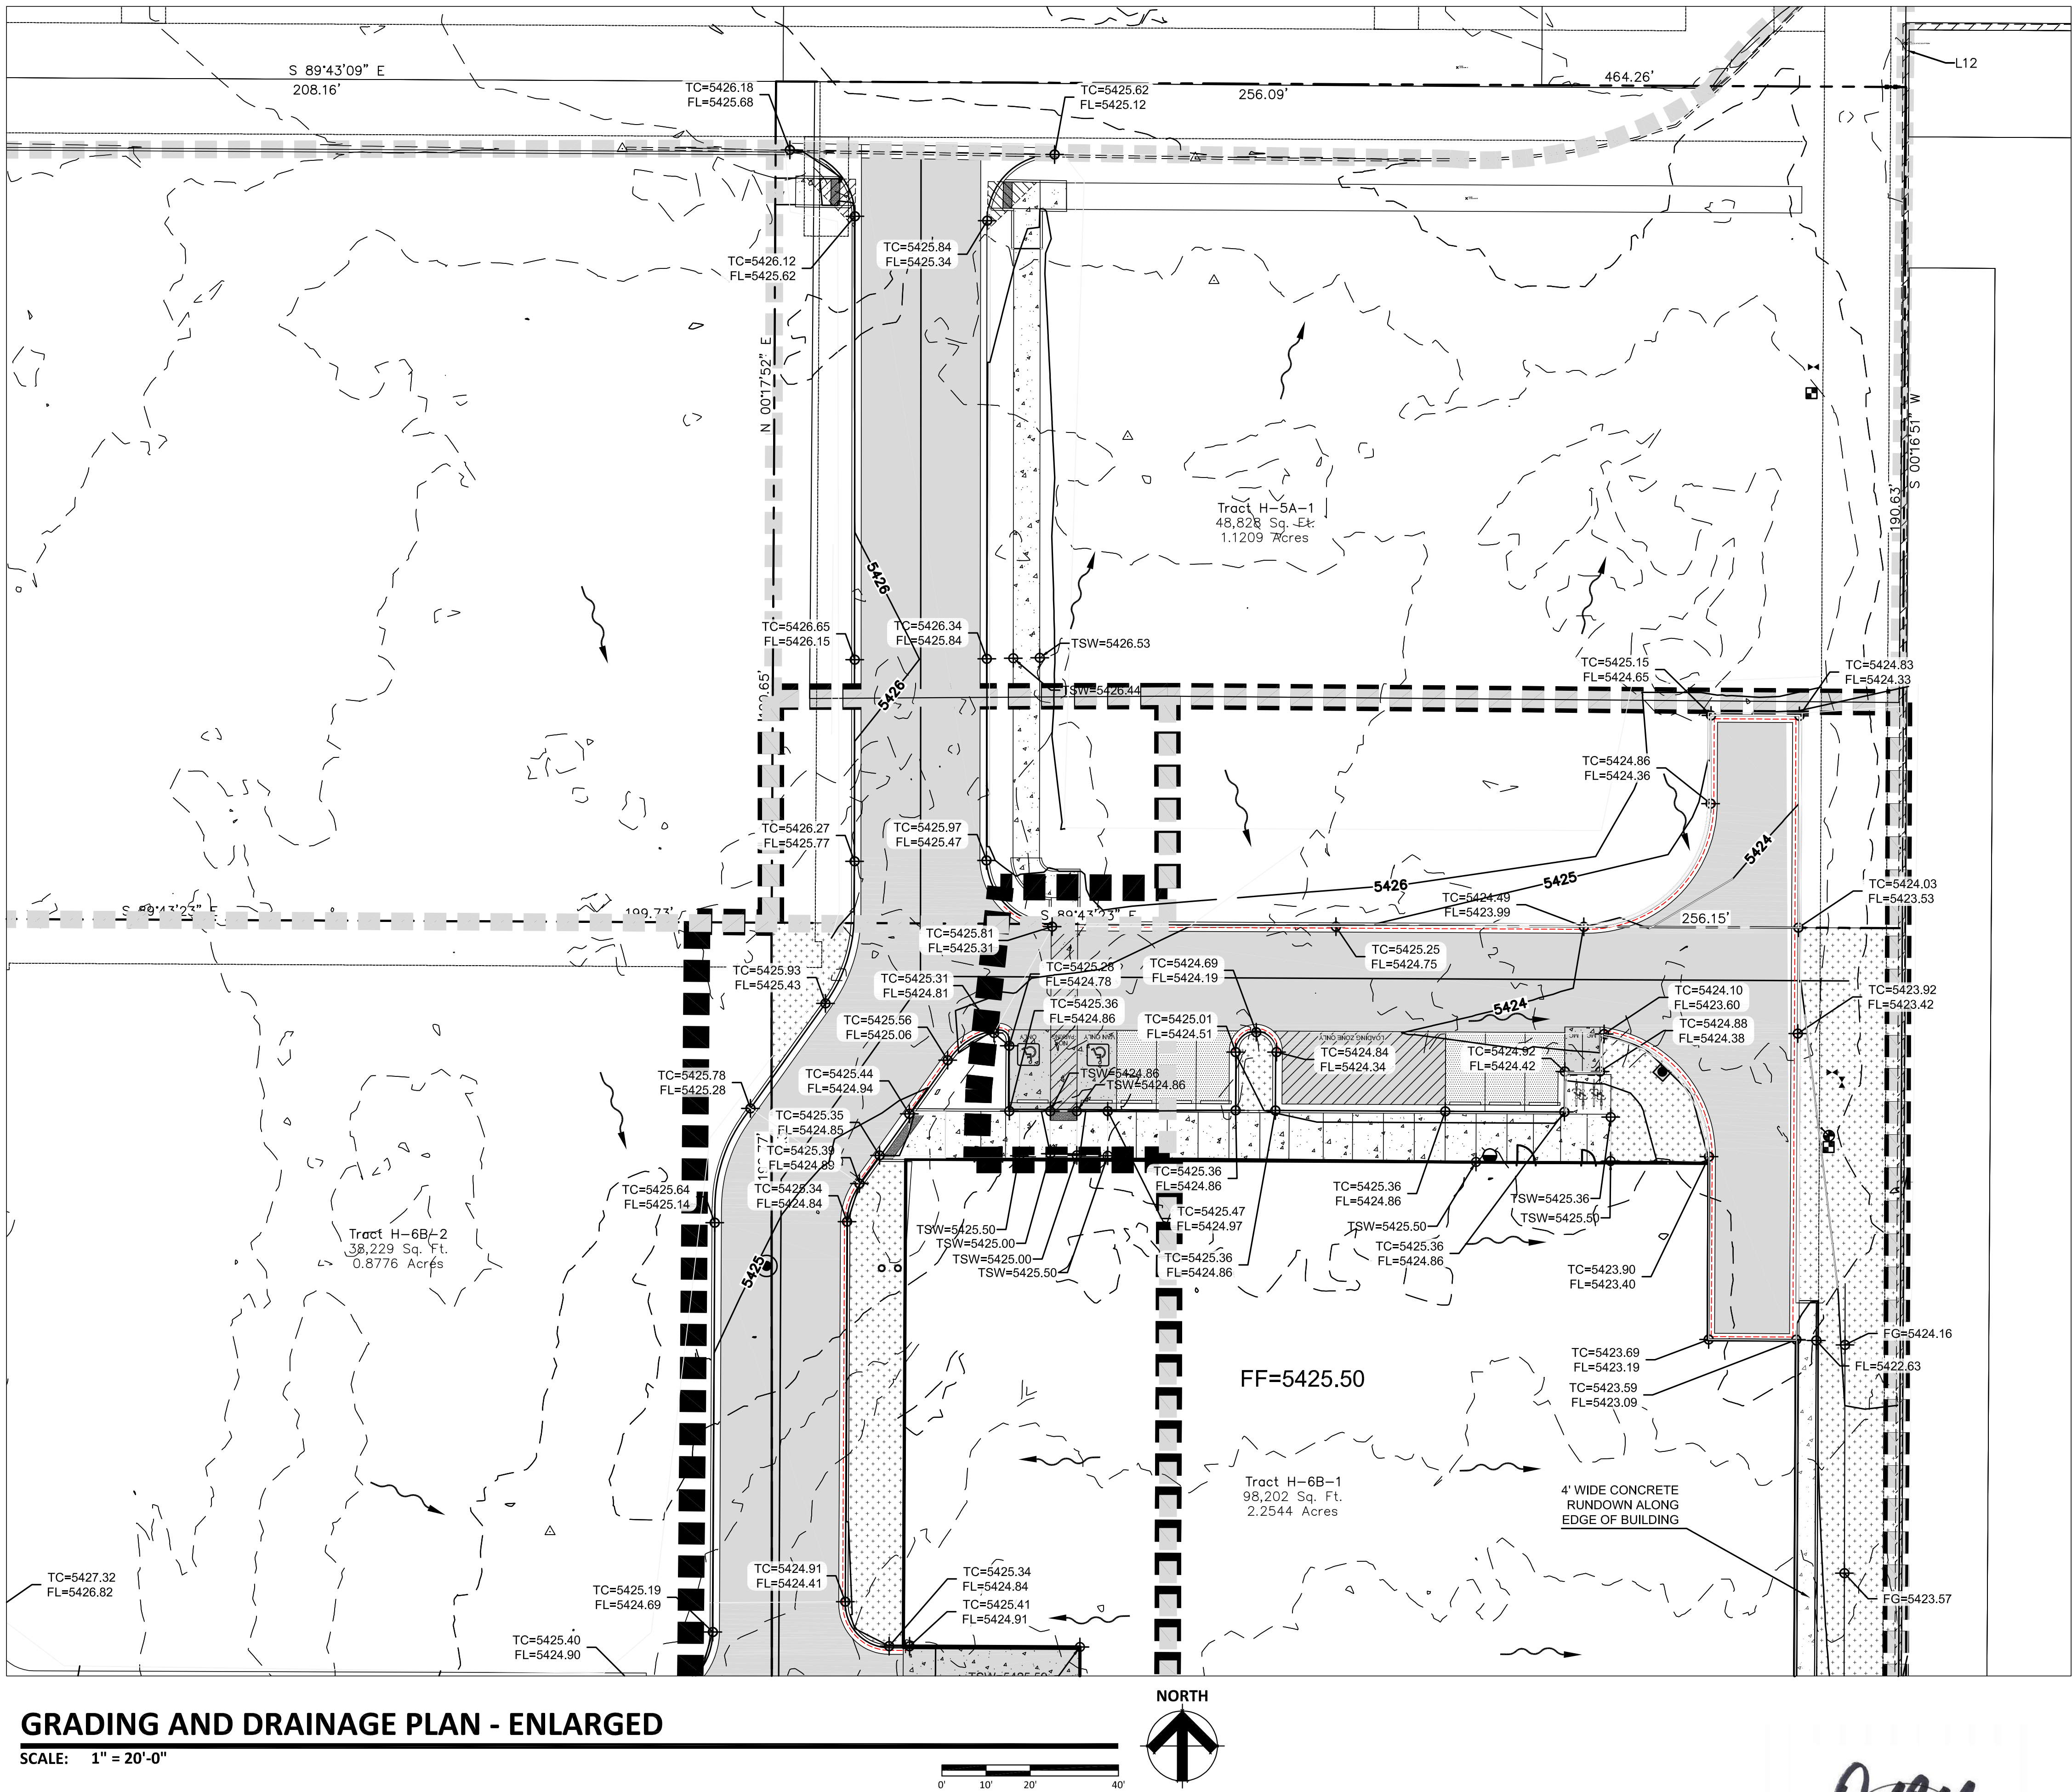 S 89°43'09" E
208.16'
TC=5426.18
FL=5425.68
TC=5425.62
FL=5425.12
256.09'
464.26'
L12
TC=5426.12
FL=5425.62
TC=5425.84
FL=5425.34
N 00°17'52" E
S 00°16'51" W
190.63'
Tract H-5A-1
48,828 Sq. Ft.
1.1209 Acres
5426
TC=5426.65
FL=5426.15
TC=5426.34
FL=5425.84
TSW=5426.53
TSW=5426.44
5426
TC=5425.15
FL=5424.65
TC=5424.83
FL=5424.33
TC=5424.86
FL=5424.36
TC=5426.27
FL=5425.77
TC=5425.97
FL=5425.47
5424
5426
5425
TC=5424.49
FL=5423.99
TC=5424.03
FL=5423.53
S 89°43'23" E
199.73'
S 89°43'23" E
256.15'
TC=5425.81
FL=5425.31
TC=5425.25
FL=5424.75
TC=5425.93
FL=5425.43
TC=5425.31
FL=5424.81
TC=5425.28
FL=5424.78
TC=5424.69
FL=5424.19
TC=5425.36
FL=5424.86
TC=5425.01
FL=5424.51
5424
TC=5424.10
FL=5423.60
TC=5423.92
FL=5423.42
TC=5425.56
FL=5425.06
TC=5424.88
FL=5424.38
VAN ONLY
LOADING ZONE ONLY
MC
MC
TC=5424.84
FL=5424.34
TC=5424.92
FL=5424.42
TC=5425.78
FL=5425.28
TC=5425.44
FL=5424.94
TSW=5424.86
TSW=5424.86
TC=5425.35
FL=5424.85
TC=5425.39
FL=5424.89
TC=5425.64
FL=5425.14
TC=5425.34
FL=5424.84
TC=5425.36
FL=5424.86
TC=5425.36
FL=5424.86
TSW=5425.36
TSW=5425.50
TSW=5425.50
TC=5425.47
FL=5424.97
TSW=5425.50
TSW=5425.00
TSW=5425.00
TSW=5425.50
TC=5425.36
FL=5424.86
TC=5425.36
FL=5424.86
TC=5423.90
FL=5423.40
Tract H-6B-2
38,229 Sq. Ft.
0.8776 Acres
5425
FG=5424.16
FL=5422.63
TC=5423.69
FL=5423.19
TC=5423.59
FL=5423.09
FF=5425.50
Tract H-6B-1
98,202 Sq. Ft.
2.2544 Acres
4' WIDE CONCRETE
RUNDOWN ALONG
EDGE OF BUILDING
TC=5427.32
FL=5426.82
TC=5425.19
FL=5424.69
TC=5424.91
FL=5424.41
TC=5425.34
FL=5424.84
TC=5425.41
FL=5424.91
FG=5423.57
TC=5425.40
FL=5424.90
GRADING AND DRAINAGE PLAN - ENLARGED
SCALE: 1" = 20'-0"
NORTH
0' 10' 20' 40'